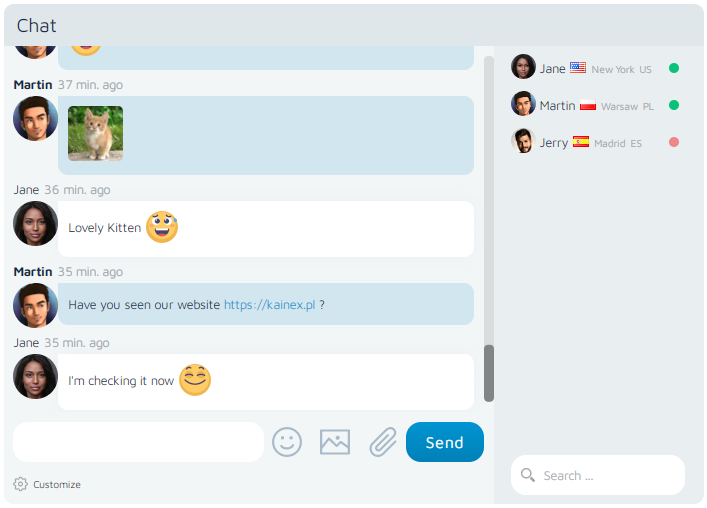 Chat
Martin 37 min. ago
Jane 36 min. ago
Lovely Kitten
Martin 35 min. ago
Have you seen our website https://kainex.pl ?
Jane 35 min. ago
I'm checking it now
Send
Customize
Jane New York US
Martin Warsaw PL
Jerry Madrid ES
Search ...